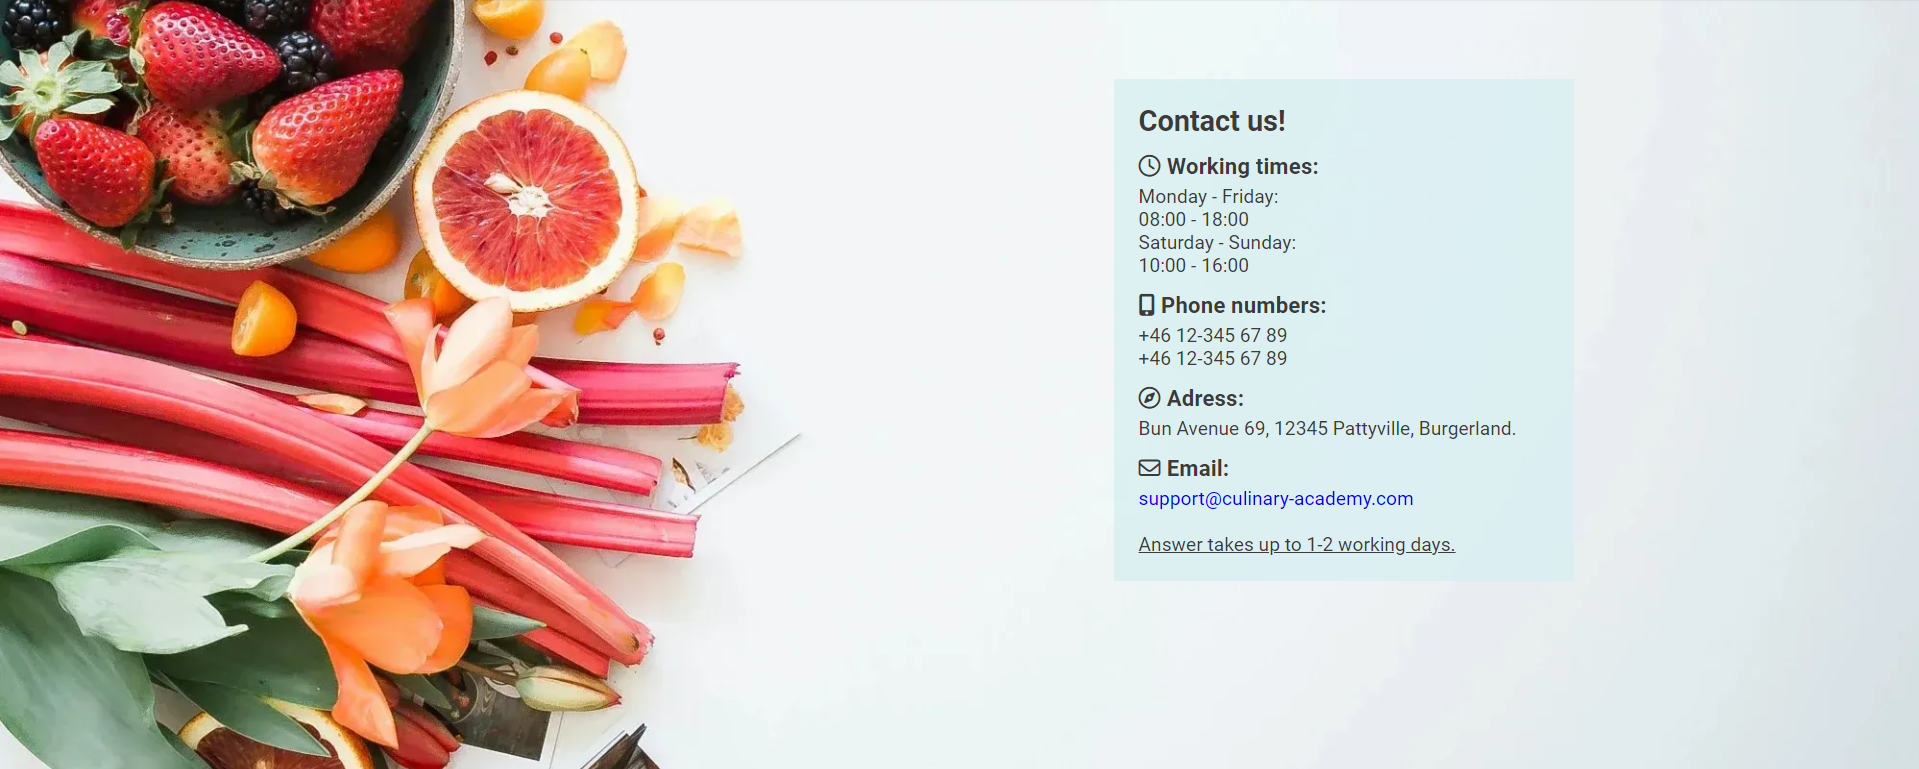 Contact us!
Working times:
Monday - Friday:
08:00 - 18:00
Saturday - Sunday:
10:00 - 16:00
Phone numbers:
+46 12-345 67 89
+46 12-345 67 89
Adress:
Bun Avenue 69, 12345 Pattyville, Burgerland.
Email:
support@culinary-academy.com
Answer takes up to 1-2 working days.